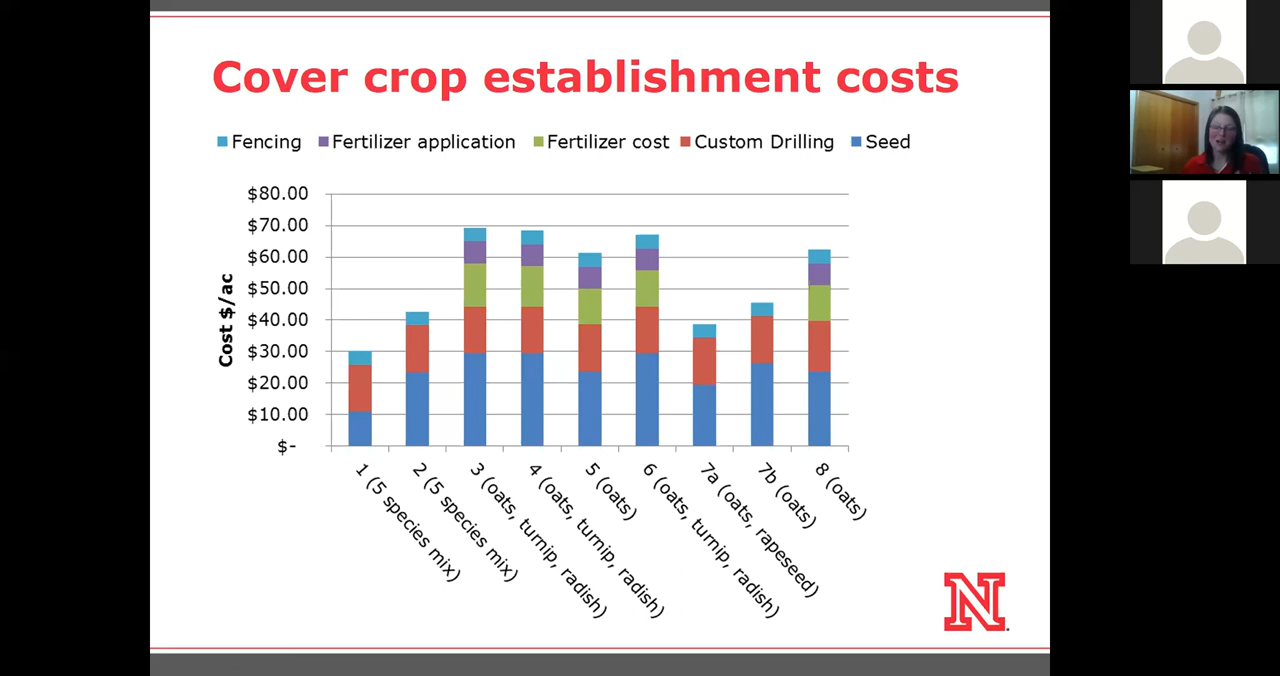 Cover crop establishment costs
Fencing Fertilizer application Fertilizer cost Custom Drilling Seed
Cost $/ac
$80.00
$70.00
$60.00
$50.00
$40.00
$30.00
$20.00
$10.00
$-
1 (5 species mix)
2 (5 species mix)
3 (oats, turnip, radish)
4 (oats, turnip, radish)
5 (oats)
6 (oats, turnip, radish)
7a (oats, rapeseed)
7b (oats)
8 (oats)
N